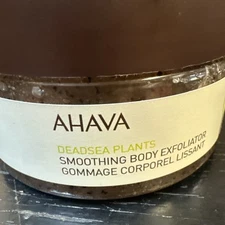 AHAVA
DEADSEA PLANTS
SMOOTHING BODY EXFOLIATOR
GOMMAGE CORPOREL LISSANT